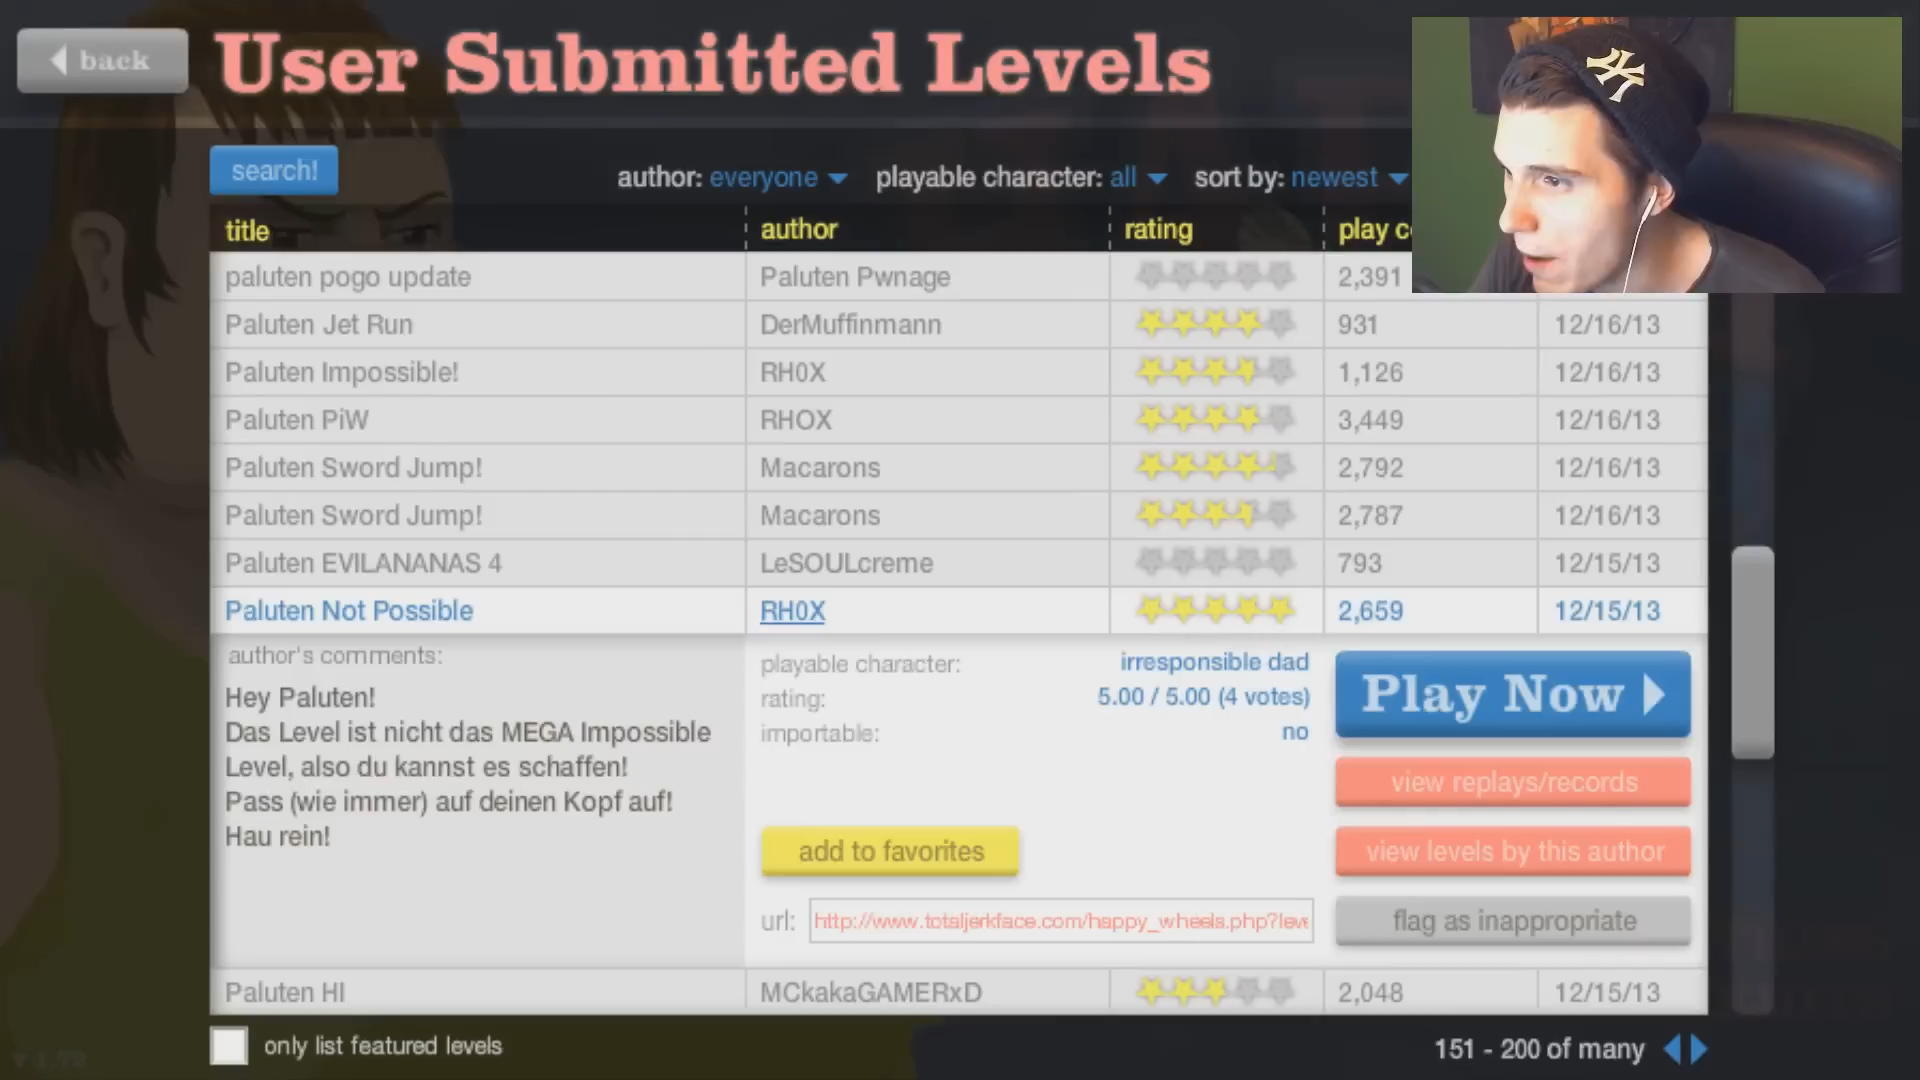 back
User Submitted Levels
search!
author: everyone playable character: all sort by: newest
title author rating play c
paluten pogo update Paluten Pwnage 2,391
Paluten Jet Run DerMuffinmann 931 12/16/13
Paluten Impossible! RH0X 1,126 12/16/13
Paluten PiW RHOX 3,449 12/16/13
Paluten Sword Jump! Macarons 2,792 12/16/13
Paluten Sword Jump! Macarons 2,787 12/16/13
Paluten EVILANANAS 4 LeSOULcreme 793 12/15/13
Paluten Not Possible RH0X 2,659 12/15/13
author's comments:
Hey Paluten!
Das Level ist nicht das MEGA Impossible
Level, also du kannst es schaffen!
Pass (wie immer) auf deinen Kopf auf!
Hau rein!
playable character: irresponsible dad
rating: 5.00 / 5.00 (4 votes)
importable: no
add to favorites
url: http://www.totaljerkface.com/happy_wheels.php?leve
Play Now
view replays/records
view levels by this author
flag as inappropriate
Paluten HI MCkakaGAMERxD 2,048 12/15/13
only list featured levels
151 - 200 of many
v 1.72